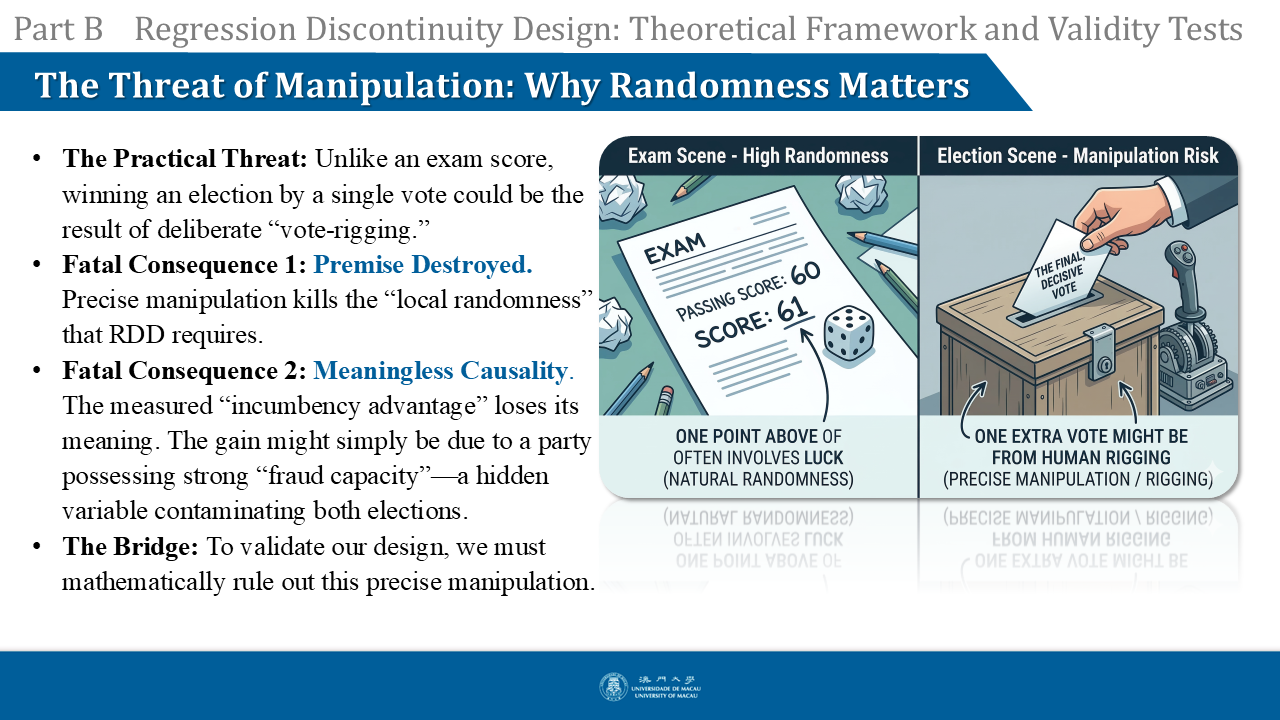 Part B Regression Discontinuity Design: Theoretical Framework and Validity Tests
The Threat of Manipulation: Why Randomness Matters
• The Practical Threat: Unlike an exam score,
winning an election by a single vote could be the
result of deliberate “vote-rigging.”
• Fatal Consequence 1: Premise Destroyed.
Precise manipulation kills the “local randomness”
that RDD requires.
• Fatal Consequence 2: Meaningless Causality.
The measured “incumbency advantage” loses its
meaning. The gain might simply be due to a party
possessing strong “fraud capacity”—a hidden
variable contaminating both elections.
• The Bridge: To validate our design, we must
mathematically rule out this precise manipulation.
Exam Scene - High Randomness
EXAM
PASSING SCORE: 60
SCORE: 61
ONE POINT ABOVE OF
OFTEN INVOLVES LUCK
(NATURAL RANDOMNESS)
Election Scene - Manipulation Risk
THE FINAL,
DECISIVE
VOTE
ONE EXTRA VOTE MIGHT BE
FROM HUMAN RIGGING
(PRECISE MANIPULATION / RIGGING)
澳門大學
UNIVERSIDADE DE MACAU
UNIVERSITY OF MACAU